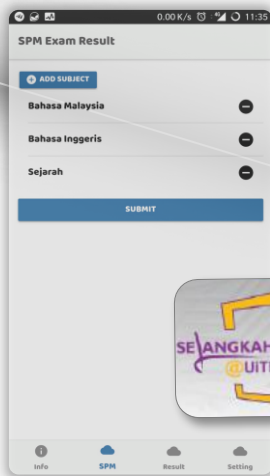 0.00 K/s 11:35
SPM Exam Result
ADD SUBJECT
Bahasa Malaysia
Bahasa Inggeris
Sejarah
SUBMIT
SELANGKAH
@UiT
Info SPM Result Setting